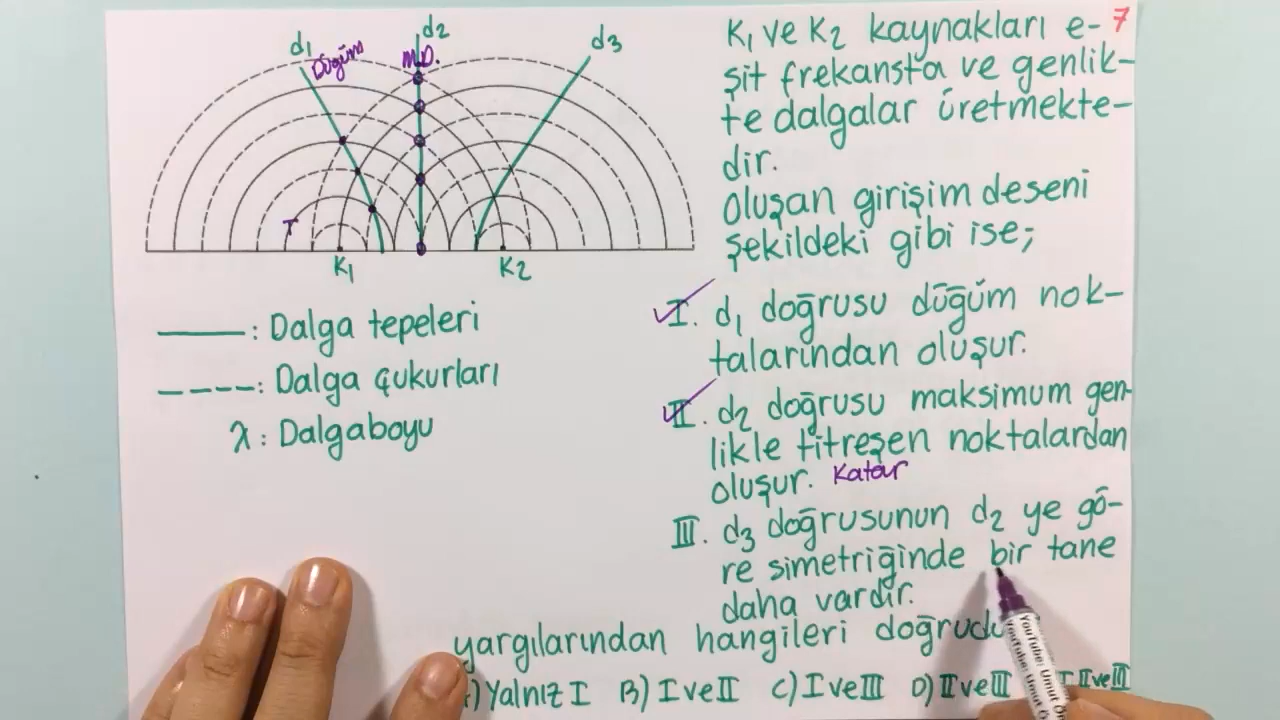 7
K₁ ve K₂ kaynakları e-
şit frekansta ve genlik-
te dalgalar üretmekte-
dir.
Oluşan girişim deseni
şekildeki gibi ise;
I. d₁ doğrusu düğüm nok-
talarından oluşur.
II. d₂ doğrusu maksimum gen-
likle titreşen noktalardan
oluşur. Katar
III. d₃ doğrusunun d₂ ye gö-
re simetriğinde bir tane
daha vardır.
yargılarından hangileri
Yalnız I B) I ve II C) I ve III D) II ve III
d₁ Düğüm
d₂
M.D.
d₃
T
K₁ K₂
: Dalga tepeleri
: Dalga çukurları
λ: Dalgaboyu